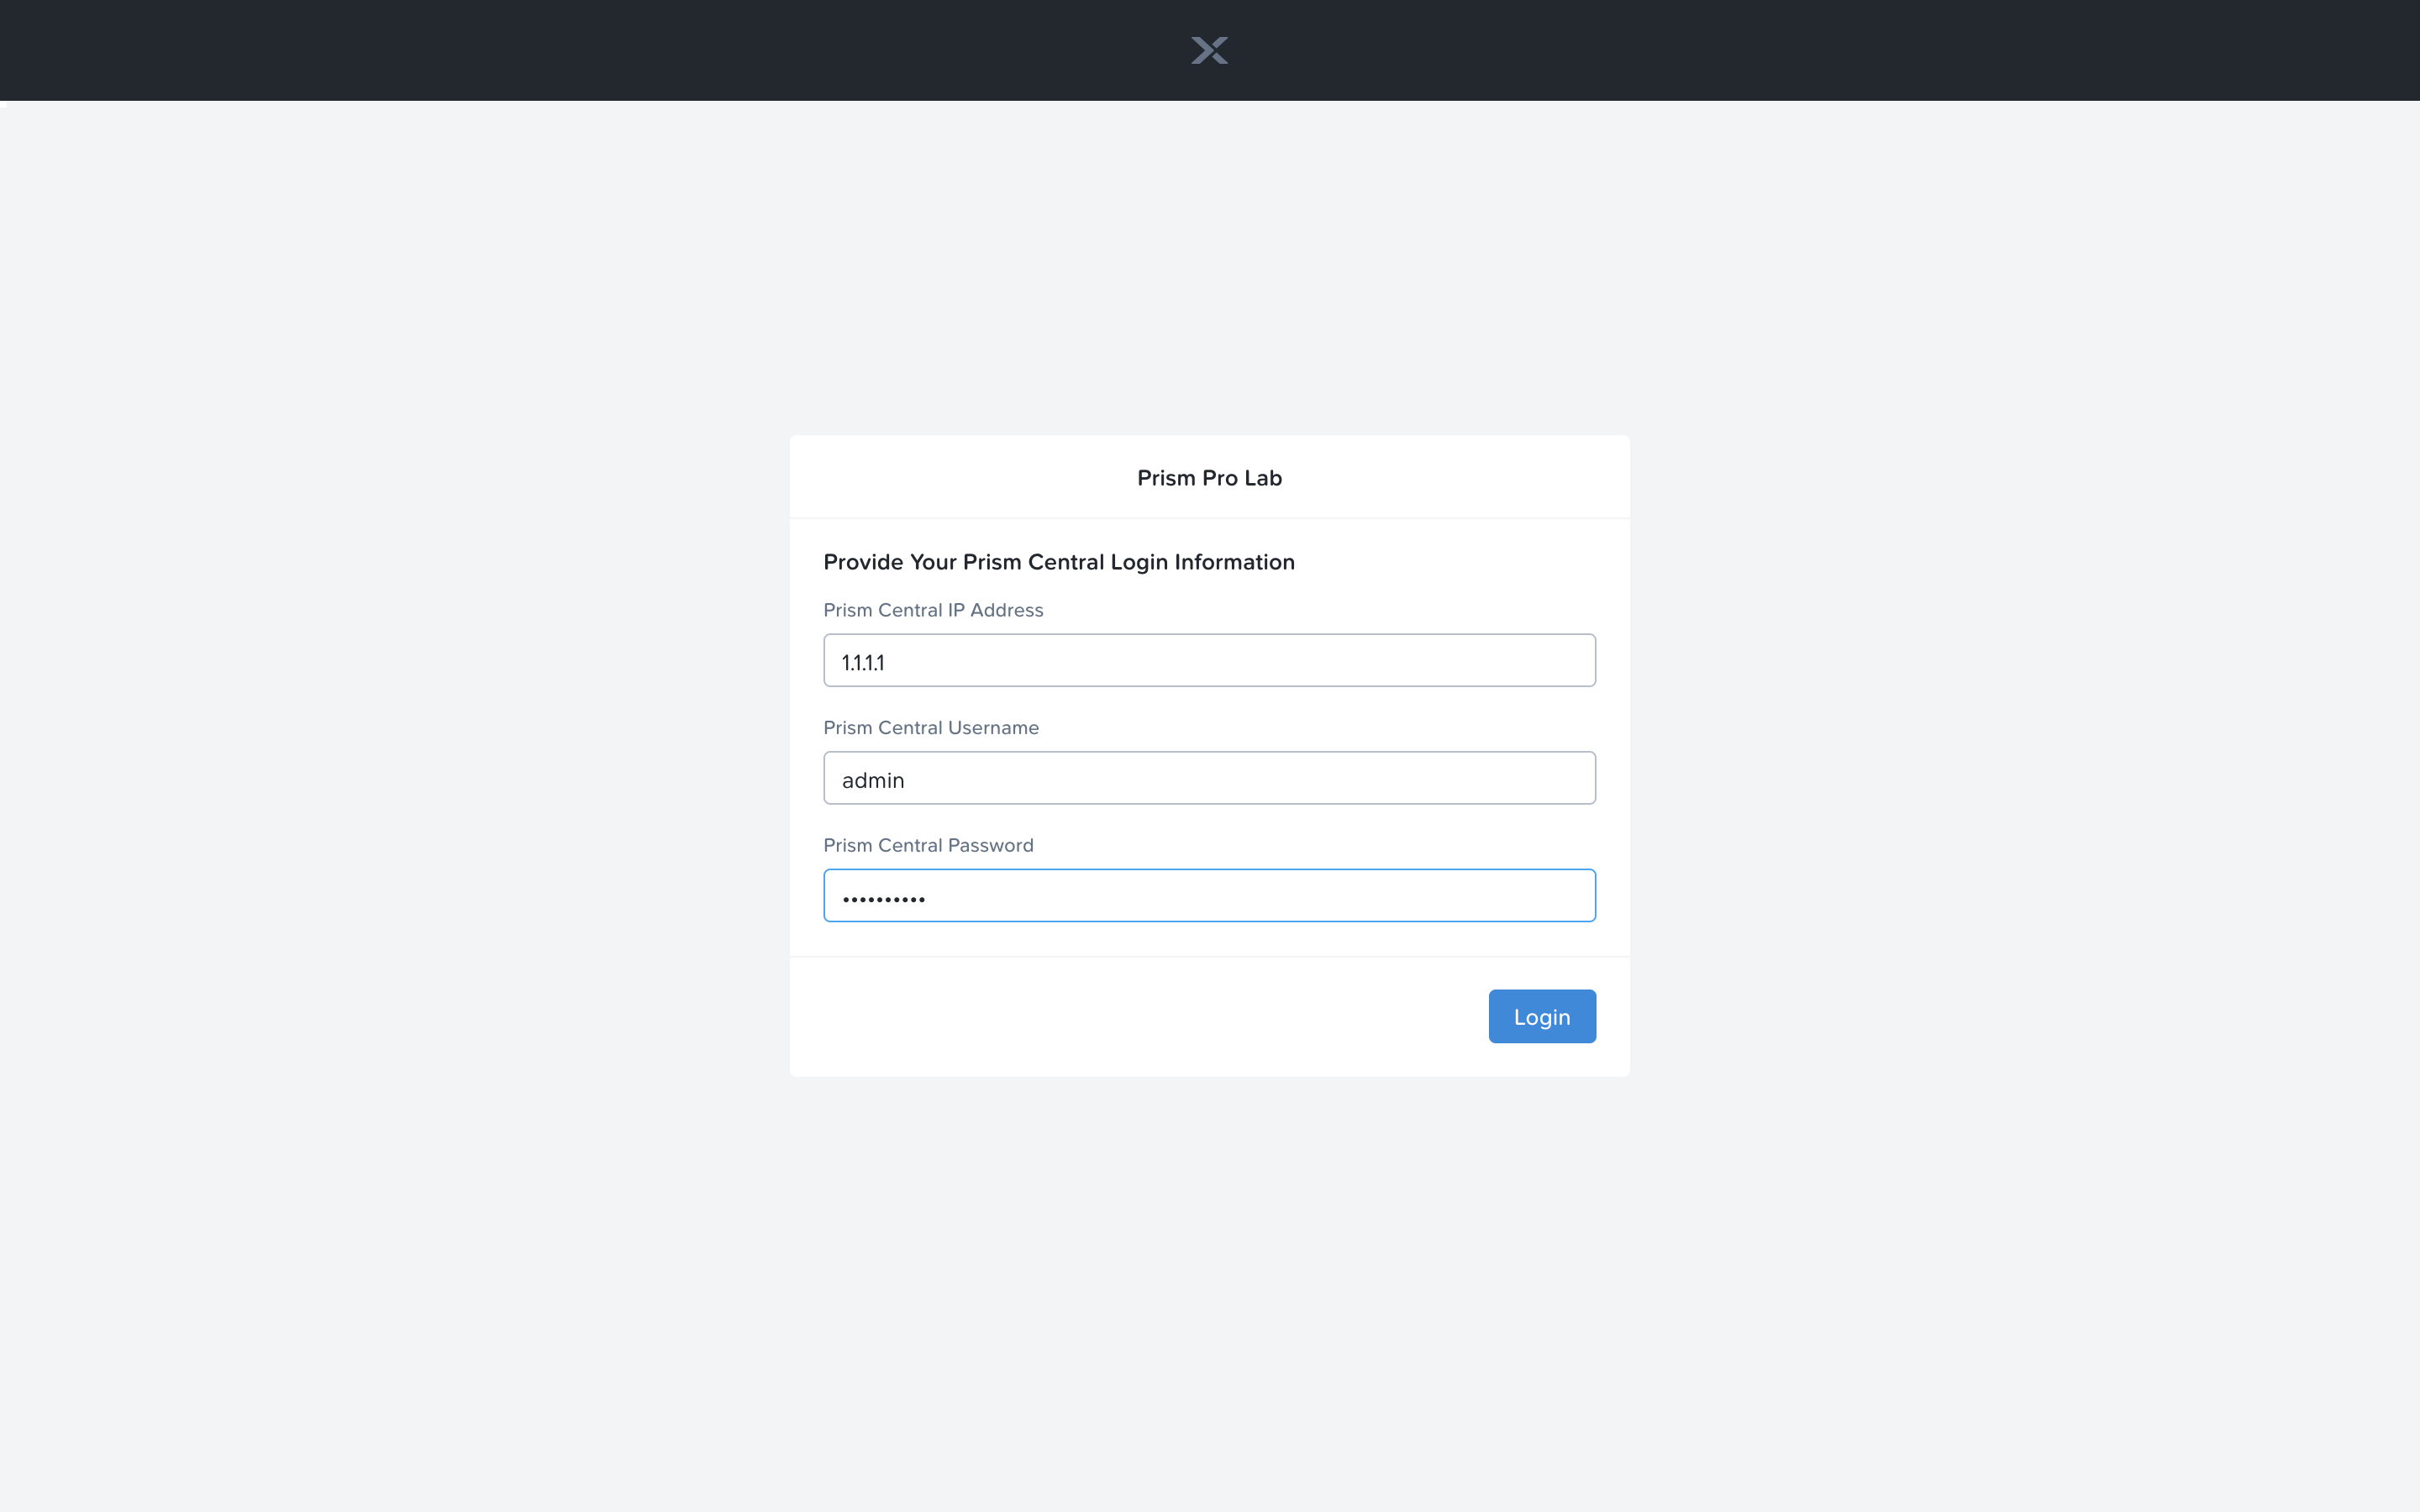 Prism Pro Lab
Provide Your Prism Central Login Information
Prism Central IP Address
1.1.1.1
Prism Central Username
admin
Prism Central Password
••••••••••
Login